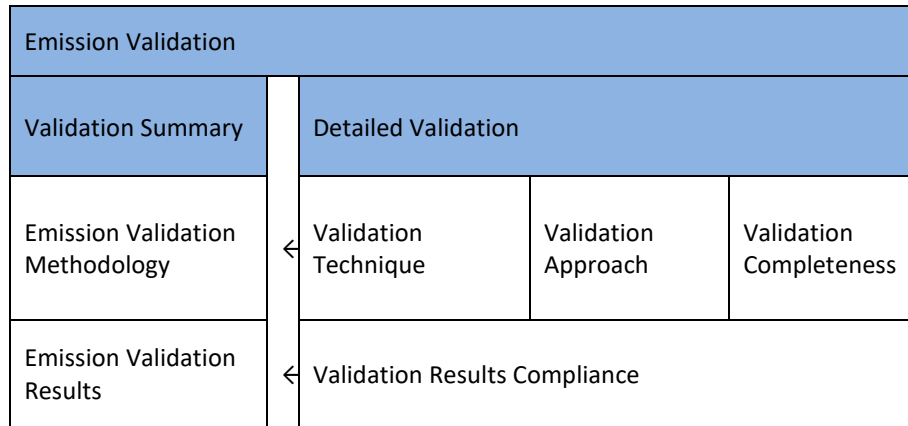 Emission Validation
Validation Summary
Detailed Validation
Emission Validation
Methodology
←
Validation
Technique
Validation
Approach
Validation
Completeness
Emission Validation
Results
←
Validation Results Compliance